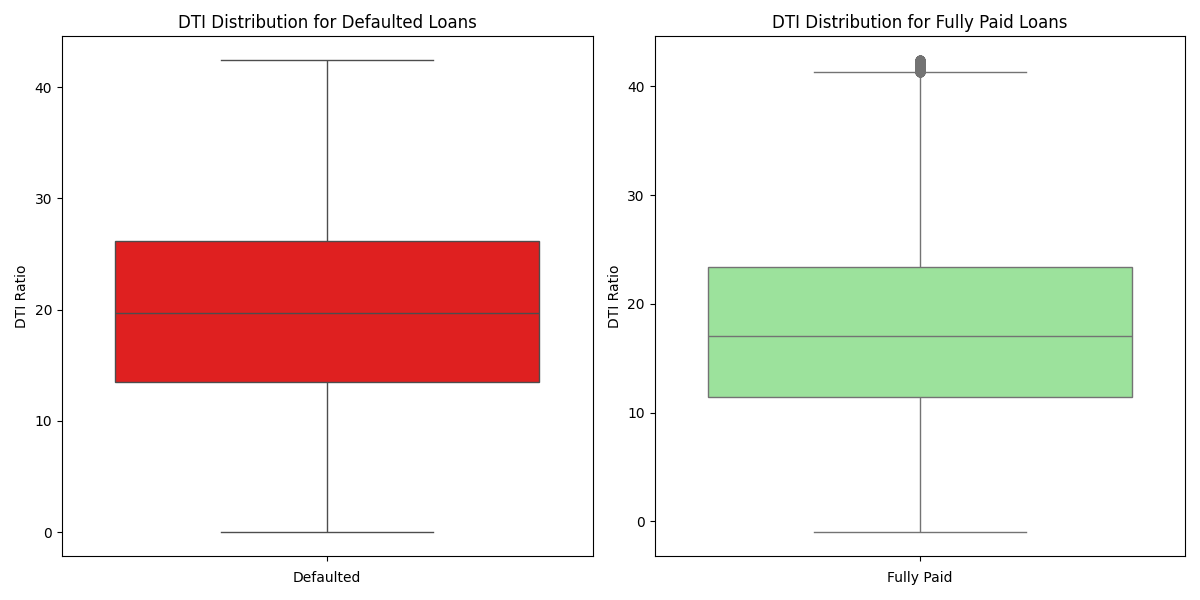 DTI Distribution for Defaulted Loans
DTI Ratio
40
30
20
10
0
Defaulted
DTI Distribution for Fully Paid Loans
DTI Ratio
40
30
20
10
0
Fully Paid